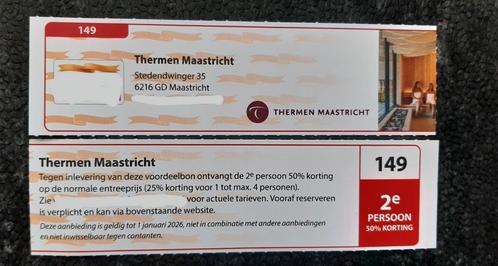 149
Thermen Maastricht
Stedendwinger 35
6216 GD Maastricht
THERMEN MAASTRICHT
Thermen Maastricht
Tegen inlevering van deze voordeelbon ontvangt de 2e persoon 50% korting
op de normale entreeprijs (25% korting voor 1 tot max. 4 personen).
Zie voor actuele tarieven. Vooraf reserveren
is verplicht en kan via bovenstaande website.
Deze aanbieding is geldig tot 1 januari 2026, niet in combinatie met andere aanbiedingen
en niet inwisselbaar tegen contanten.
149
2e
PERSOON
50% KORTING